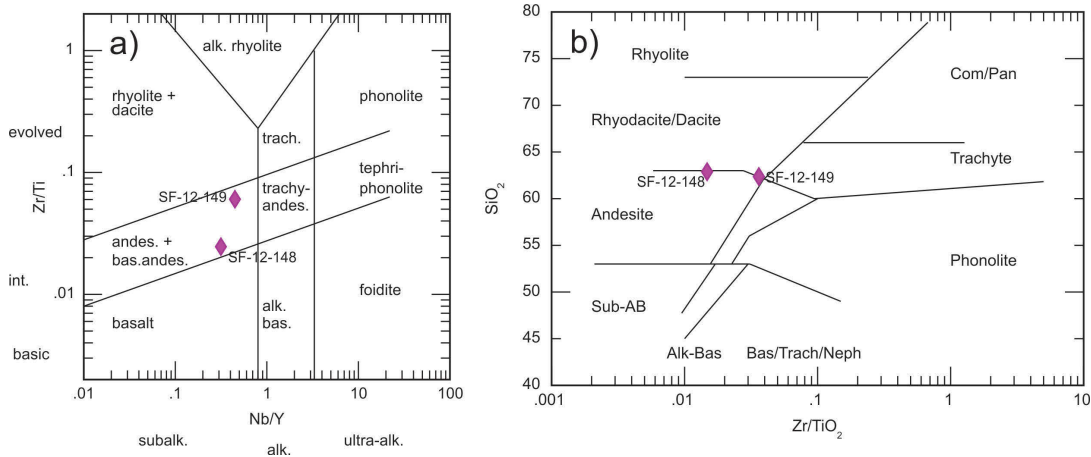 a)
alk. rhyolite
rhyolite +
dacite
phonolite
trach.
tephri-
phonolite
trachy-
andes.
SF-12-149
andes. +
bas.andes.
SF-12-148
foidite
basalt
alk.
bas.
Zr/Ti
1
.1
.01
evolved
int.
basic
.01
.1
1
10
100
Nb/Y
subalk.
alk.
ultra-alk.
b)
Rhyolite
Com/Pan
Rhyodacite/Dacite
Trachyte
SF-12-148
SF-12-149
Andesite
Phonolite
Sub-AB
Alk-Bas
Bas/Trach/Neph
SiO2
80
75
70
65
60
55
50
45
40
.001
.01
.1
1
10
Zr/TiO2